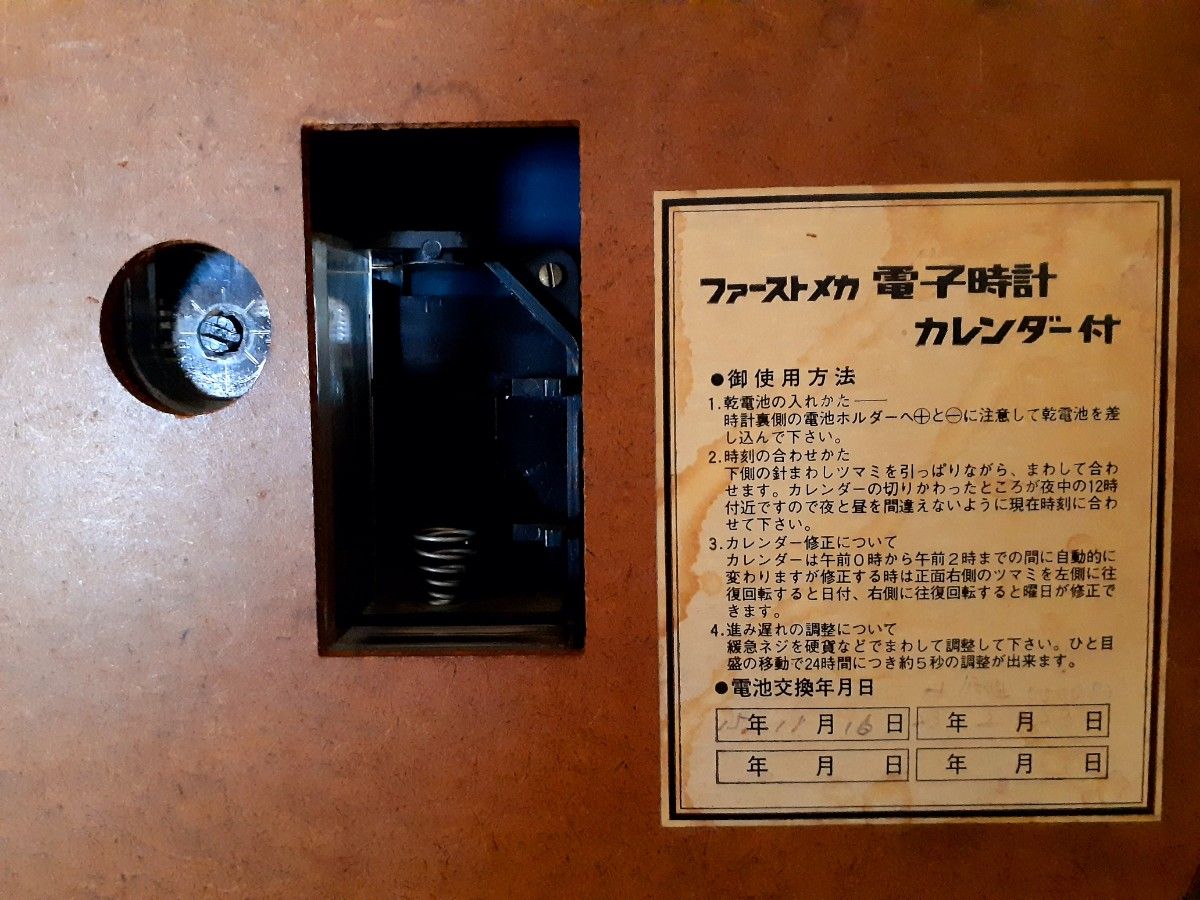 ファーストメカ 電子時計
カレンダー付
●御使用方法
1.乾電池の入れかた――
時計裏側の電池ホルダーへ⊕と⊖に注意して乾電池を差
し込んで下さい。
2.時刻の合わせかた
下側の針まわしツマミを引っぱりながら、まわして合わ
せます。カレンダーの切りかわったところが夜中の12時
付近ですので夜と昼を間違えないように現在時刻に合わ
せて下さい。
3.カレンダー修正について
カレンダーは午前0時から午前2時までの間に自動的に
変わりますが修正する時は正面右側のツマミを左側に往
復回転すると日付、右側に往復回転すると曜日が修正で
きます。
4.進み遅れの調整について
緩急ネジを硬貨などでまわして調整して下さい。ひと目
盛の移動で24時間につき約5秒の調整が出来ます。
●電池交換年月日
年 11月16日 年 月 日
年 月 日 年 月 日